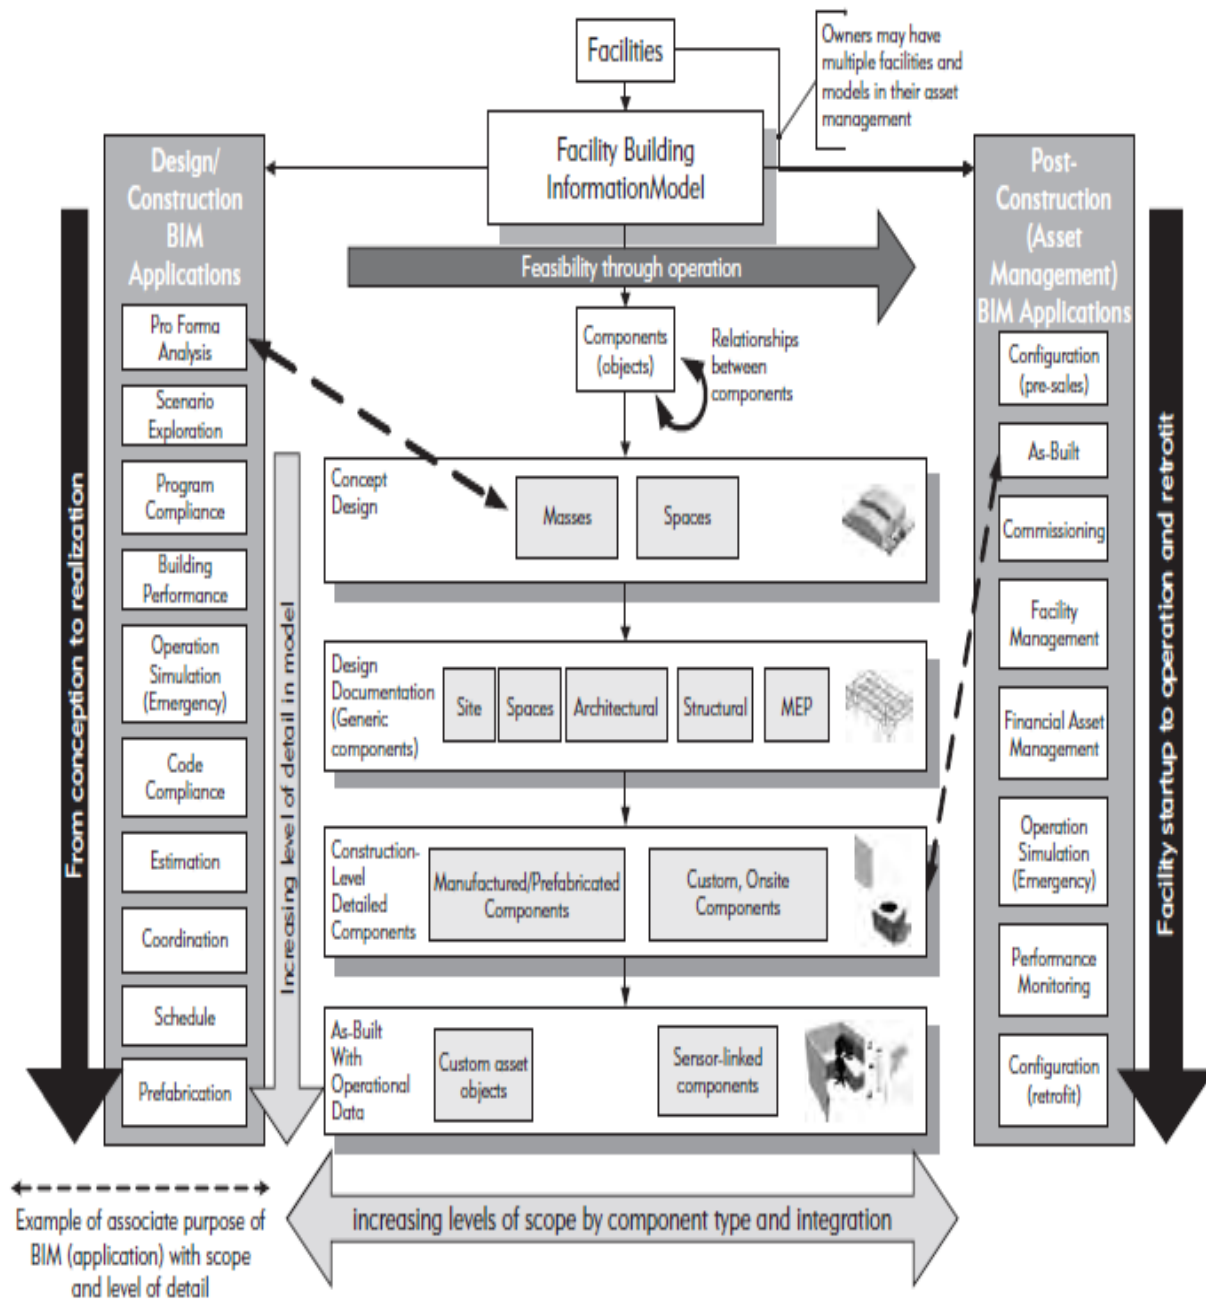 Facilities
Owners may have
multiple facilities and
models in their asset
management
Facility Building
InformationModel
Design/
Construction
BIM
Applications
Pro Forma
Analysis
Scenario
Exploration
Program
Compliance
Building
Performance
Operation
Simulation
(Emergency)
Code
Compliance
Estimation
Coordination
Schedule
Prefabrication
From conception to realization
Increasing level of detail in model
Feasibility through operation
Components
(objects)
Relationships
between
components
Concept
Design
Masses
Spaces
Design
Documentation
(Generic
components)
Site
Spaces
Architectural
Structural
MEP
Construction-
Level
Detailed
Components
Manufactured/Prefabricated
Components
Custom, Onsite
Components
As-Built
With
Operational
Data
Custom asset
objects
Sensor-linked
components
Post-
Construction
(Asset
Management)
BIM Applications
Configuration
(pre-sales)
As-Built
Commissioning
Facility
Management
Financial Asset
Management
Operation
Simulation
(Emergency)
Performance
Monitoring
Configuration
(retrofit)
Facility startup to operation and retrotit
Example of associate purpose of
BIM (application) with scope
and level of detail
increasing levels of scope by component type and integration